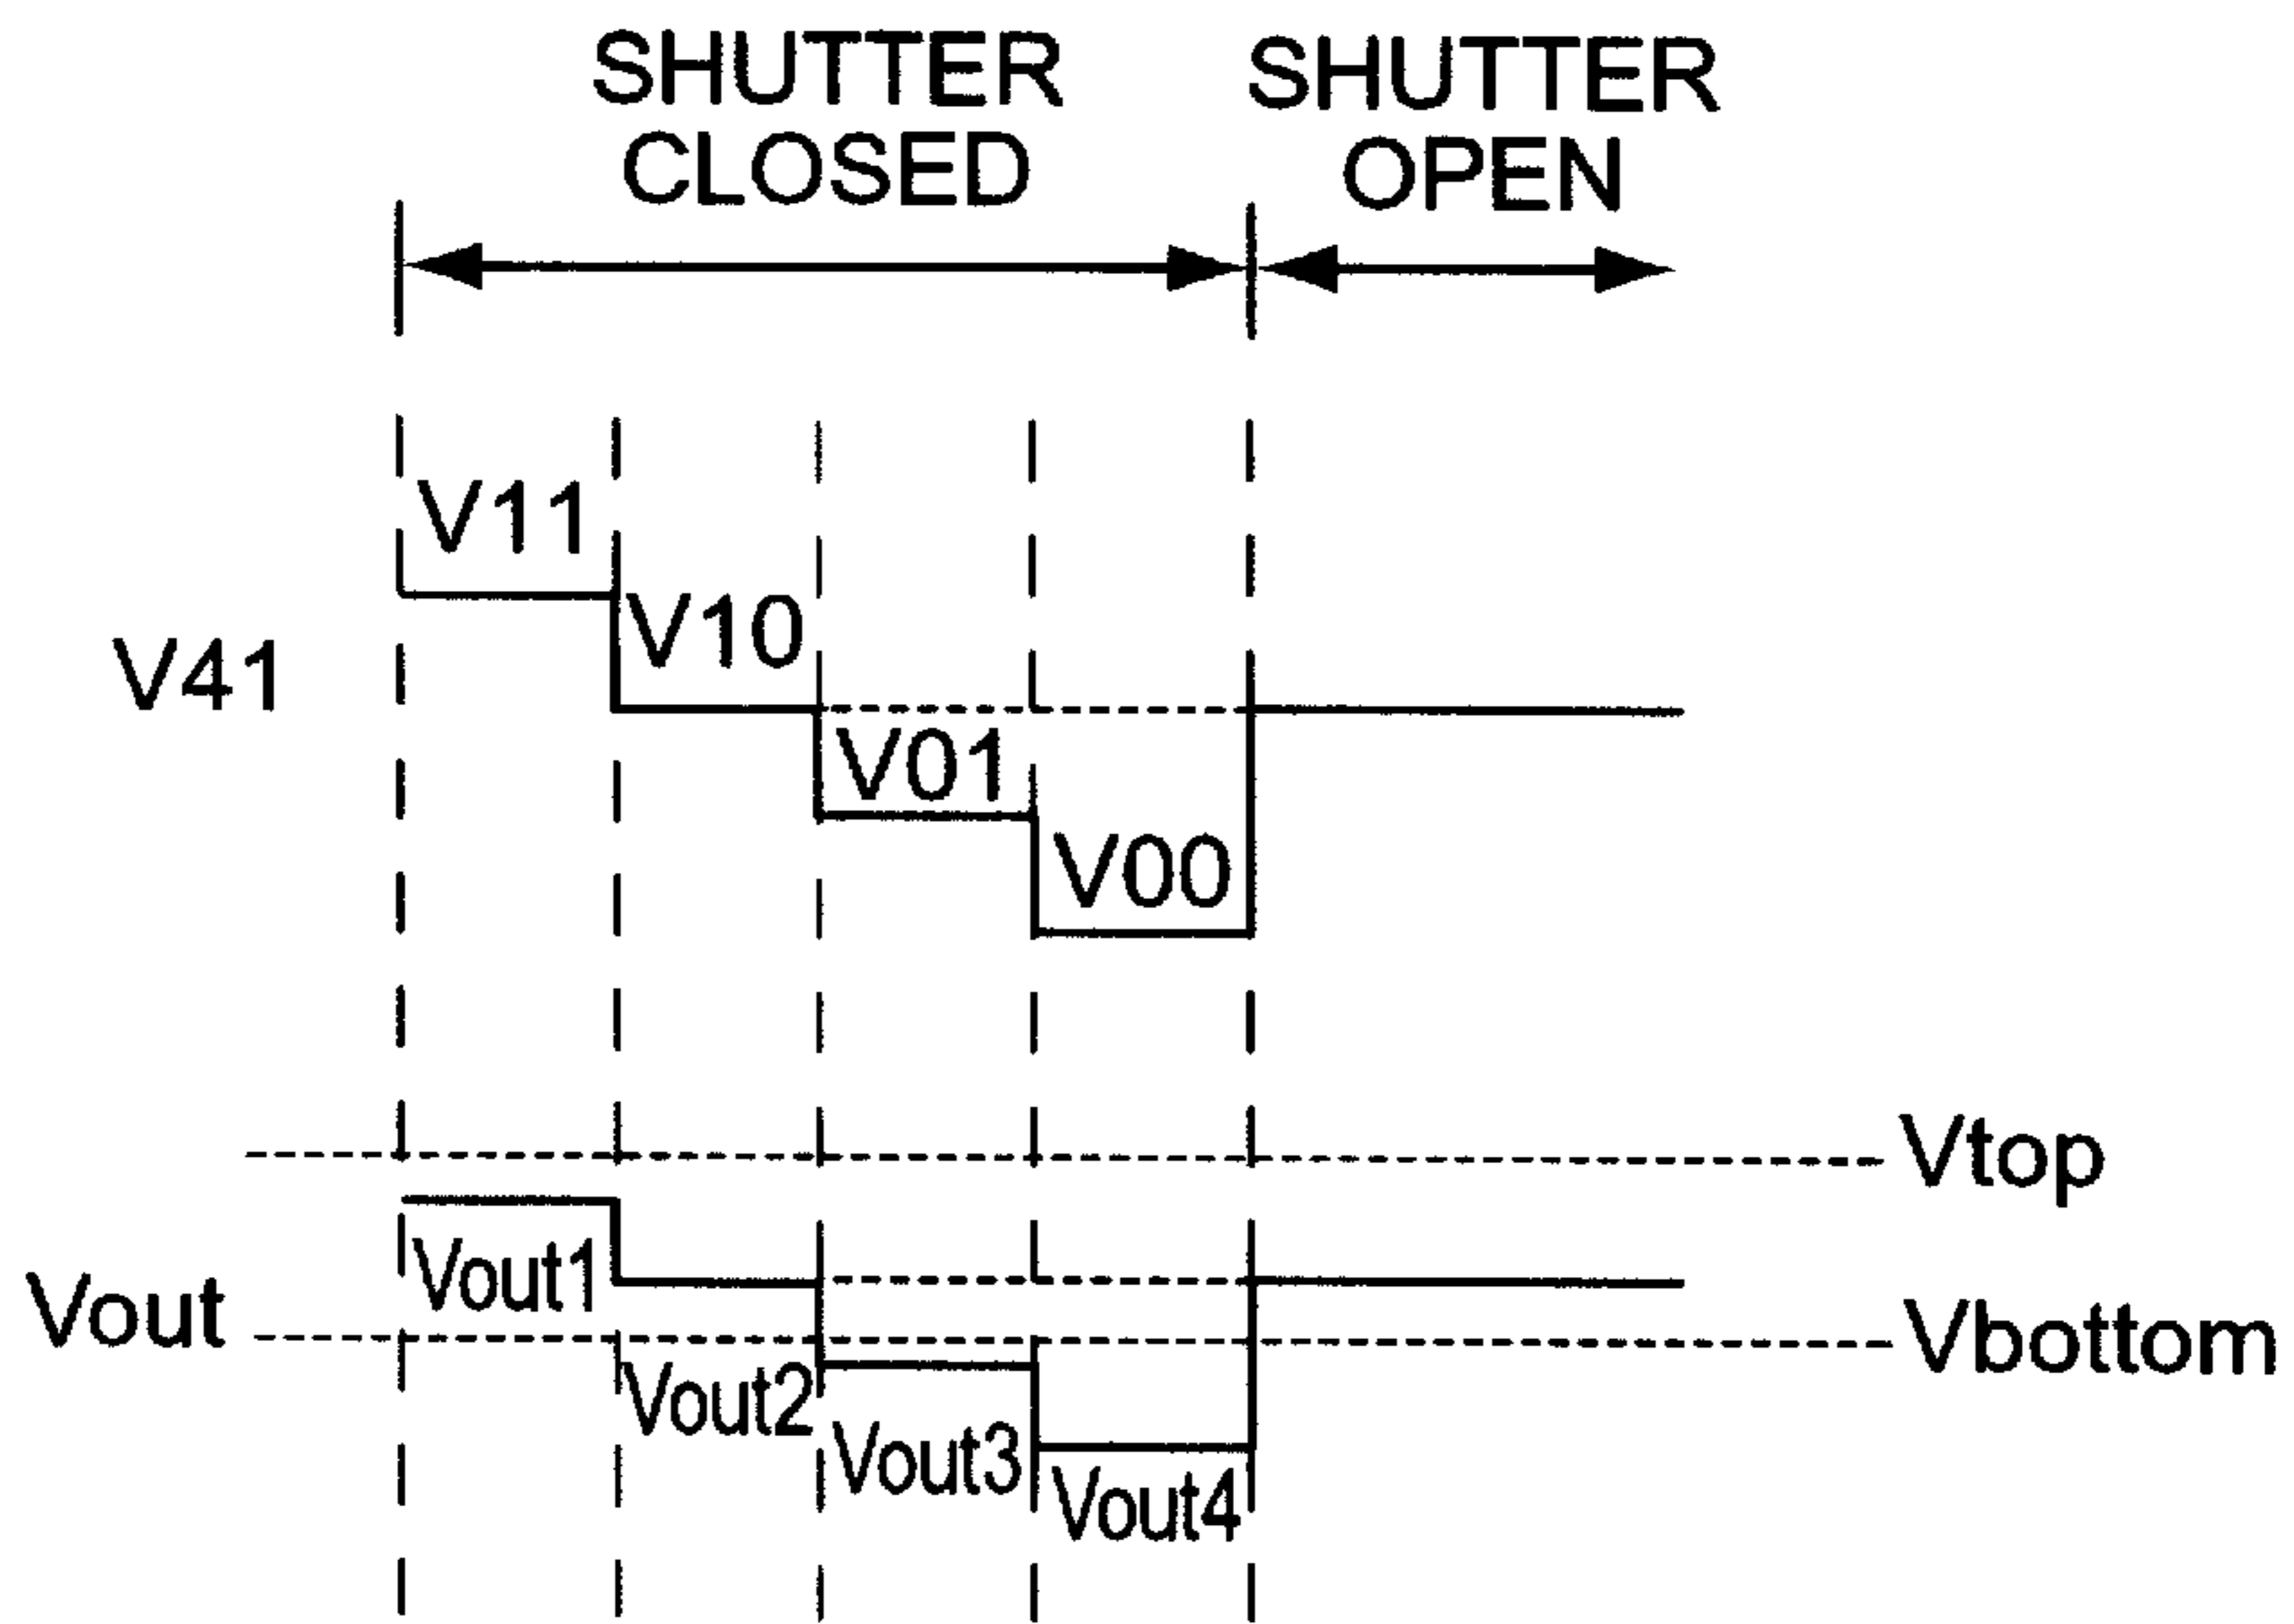 SHUTTER
CLOSED
SHUTTER
OPEN
V11
V10
V41
V01
V00
Vtop
Vout1
Vout
Vbottom
Vout2
Vout3
Vout4